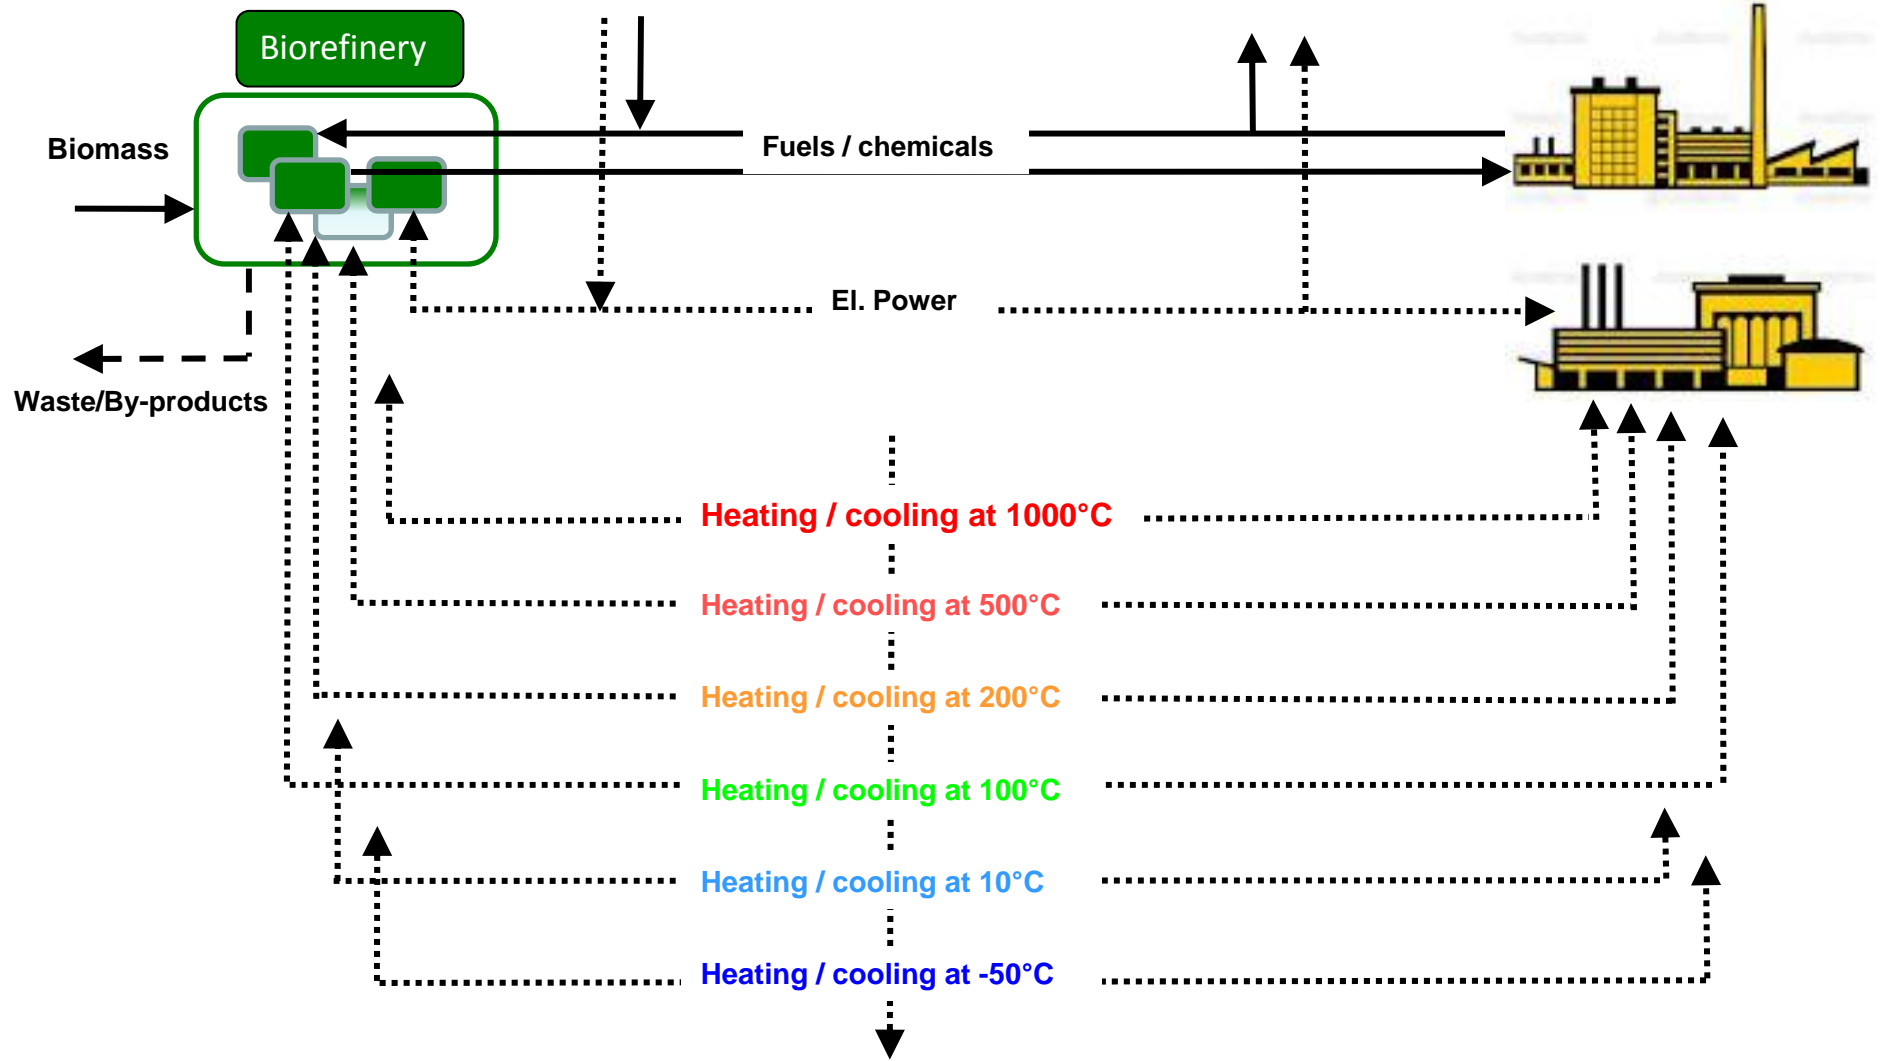 Biorefinery
Biomass
Fuels / chemicals
El. Power
Waste/By-products
Heating / cooling at 1000°C
Heating / cooling at 500°C
Heating / cooling at 200°C
Heating / cooling at 100°C
Heating / cooling at 10°C
Heating / cooling at -50°C